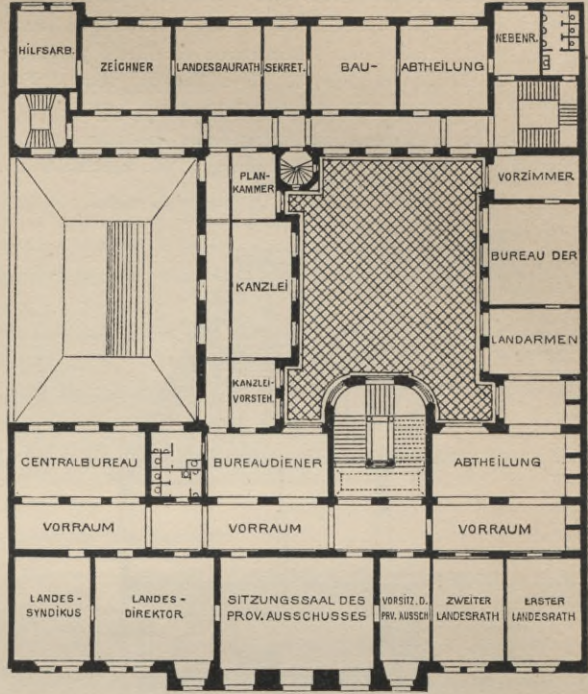 HILFSARB.
ZEICHNER
LANDESBAURATH
SEKRET.
BAU-
ABTHEILUNG
NEBENR.
PLAN-
KAMMER
VORZIMMER
BUREAU DER
KANZLEI
LANDARMEN
KANZLEI-
VORSTEH.
CENTRALBUREAU
BUREAUDIENER
ABTHEILUNG
VORRAUM
VORRAUM
VORRAUM
LANDES-
SYNDIKUS
LANDES-
DIREKTOR
SITZUNGSSAAL DES
PROV. AUSSCHUSSES
VORSITZ. D.
PRV. AUSSCH
ZWEITER
LANDESRATH
ERSTER
LANDESRATH